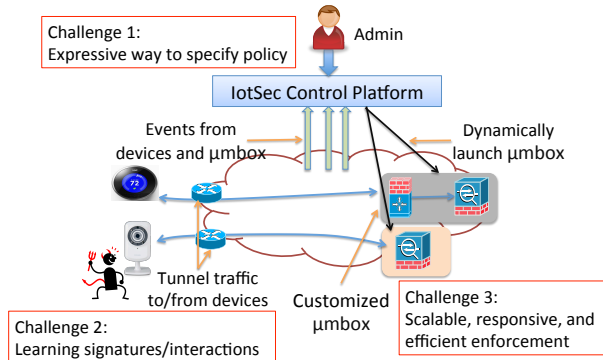 Challenge 1:
Expressive way to specify policy
Admin
IotSec Control Platform
Events from
devices and μmbox
Dynamically
launch μmbox
72
Tunnel traffic
to/from devices
Customized
μmbox
Challenge 2:
Learning signatures/interactions
Challenge 3:
Scalable, responsive, and
efficient enforcement